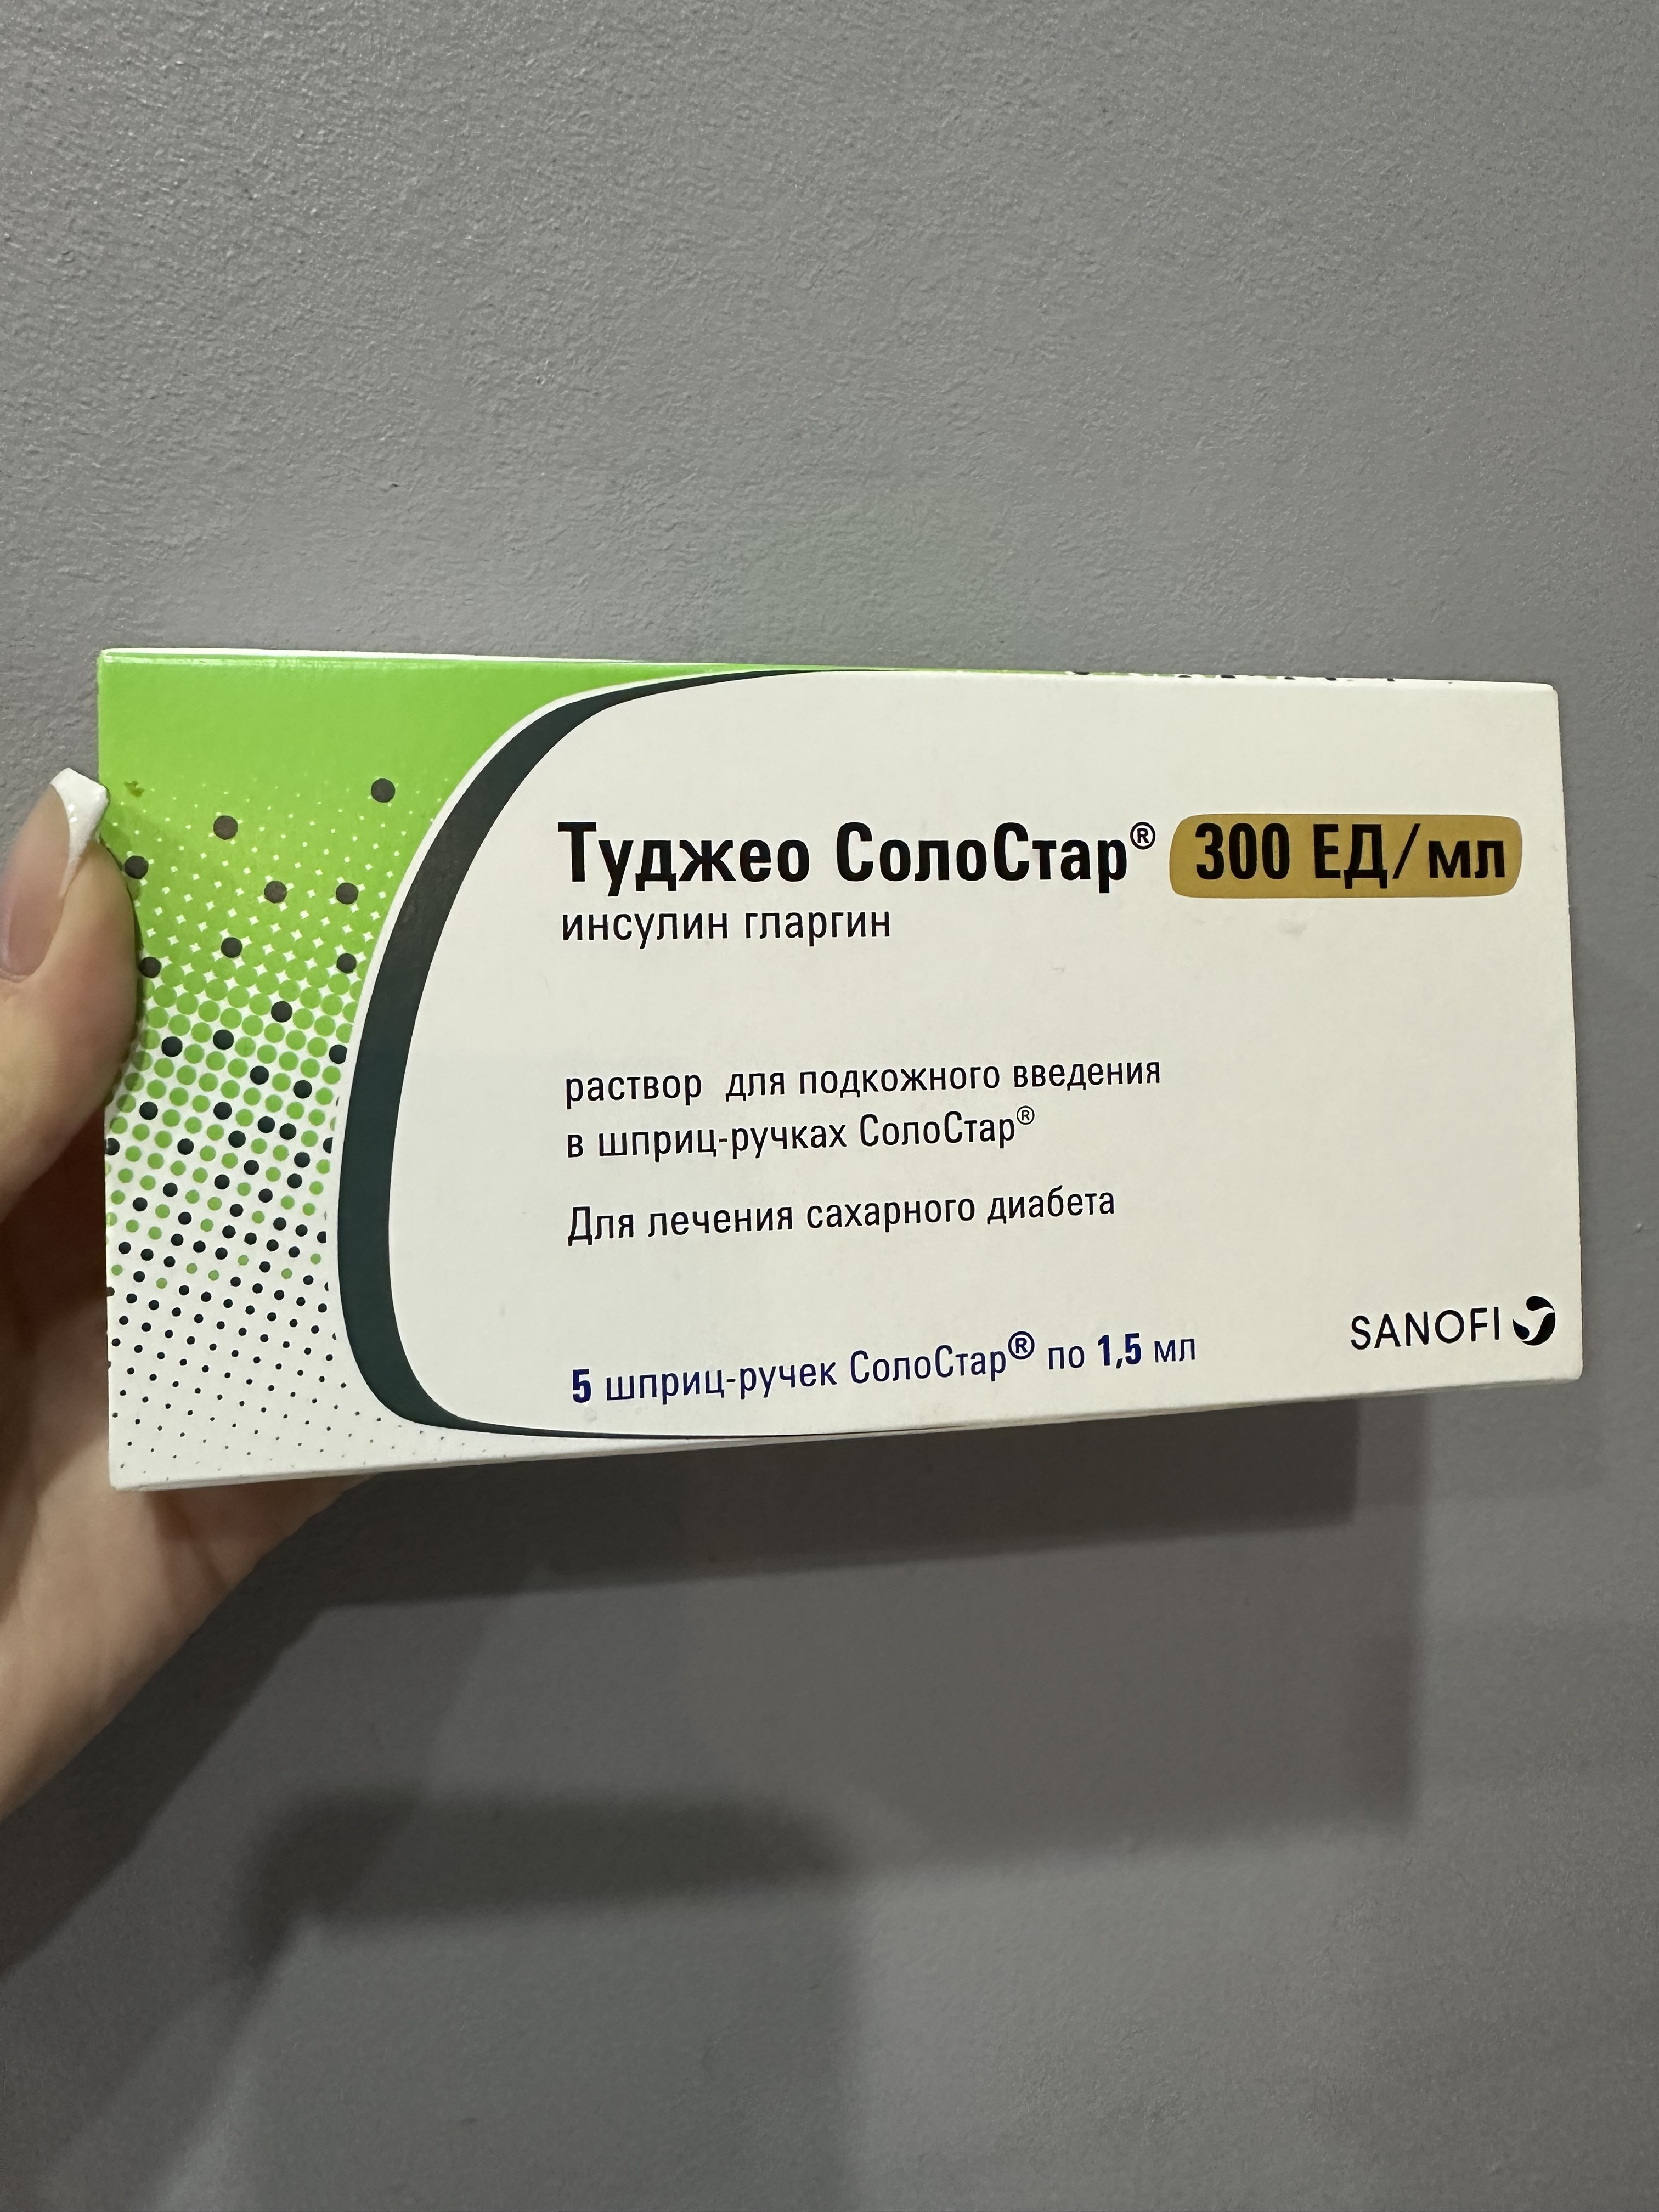 Туджео СолоСтар® 300 ЕД/мл
инсулин гларгин
раствор для подкожного введения
в шприц-ручках СолоСтар®
Для лечения сахарного диабета
5 шприц-ручек СолоСтар® по 1,5 мл
SANOFI